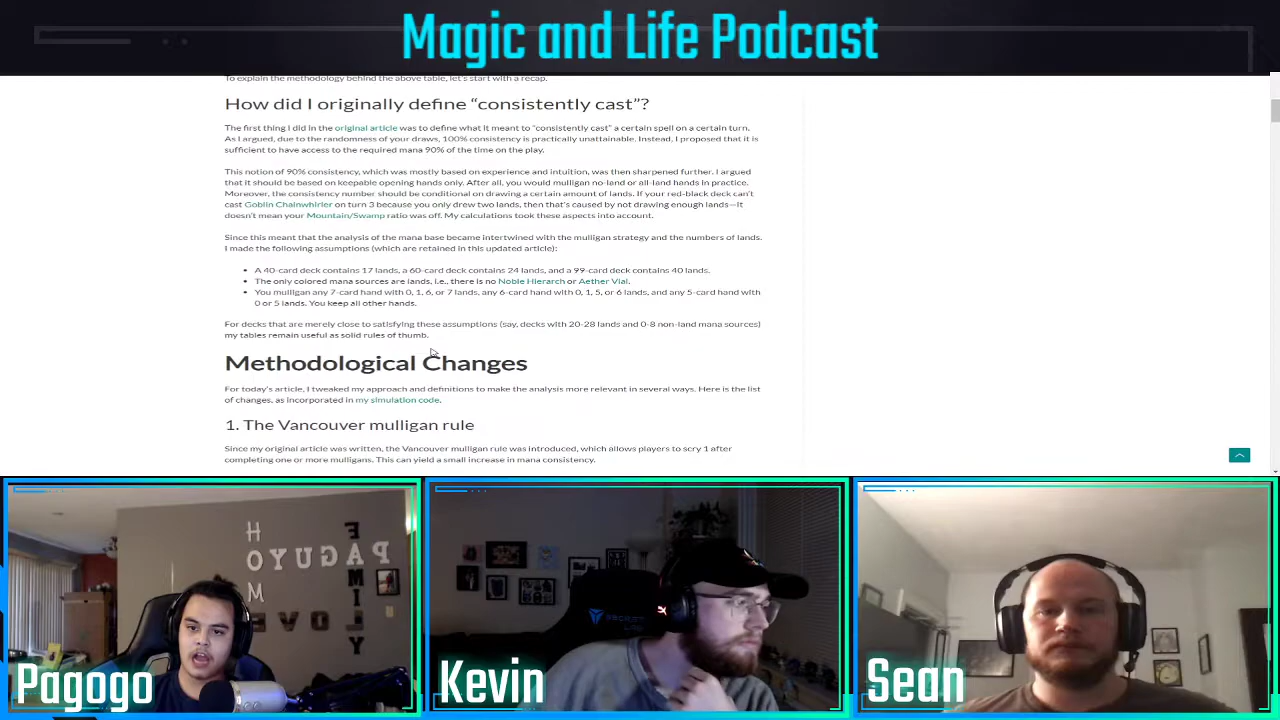 Magic and Life Podcast
To explain the methodology behind the above table, let's start with a recap.
How did I originally define “consistently cast”?
The first thing I did in the original article was to define what it meant to “consistently cast” a certain spell on a certain turn.
As I argued, due to the randomness of your draws, 100% consistency is practically unattainable. Instead, I proposed that it is
sufficient to have access to the required mana 90% of the time on the play.
This notion of 90% consistency, which was mostly based on experience and intuition, was then sharpened further. I argued
that it should be based on keepable opening hands only. After all, you would mulligan no-land or all-land hands in practice.
Moreover, the consistency number should be conditional on drawing a certain amount of lands. If your red-black deck can't
cast Goblin Chainwhirler on turn 3 because you only drew two lands, then that's caused by not drawing enough lands—it
doesn't mean your Mountain/Swamp ratio was off. My calculations took these aspects into account.
Since this meant that the analysis of the mana base became intertwined with the mulligan strategy and the numbers of lands.
I made the following assumptions (which are retained in this updated article):
• A 40-card deck contains 17 lands, a 60-card deck contains 24 lands, and a 99-card deck contains 40 lands.
• The only colored mana sources are lands, i.e., there is no Noble Hierarch or Aether Vial.
• You mulligan any 7-card hand with 0, 1, 6, or 7 lands, any 6-card hand with 0, 1, 5, or 6 lands, and any 5-card hand with
0 or 5 lands. You keep all other hands.
For decks that are merely close to satisfying these assumptions (say, decks with 20-28 lands and 0-8 non-land mana sources)
my tables remain useful as solid rules of thumb.
Methodological Changes
For today's article, I tweaked my approach and definitions to make the analysis more relevant in several ways. Here is the list
of changes, as incorporated in my simulation code.
1. The Vancouver mulligan rule
Since my original article was written, the Vancouver mulligan rule was introduced, which allows players to scry 1 after
completing one or more mulligans. This can yield a small increase in mana consistency.
HOME
PAGUYO
FAMILY
LOVE
SECRET
Pagogo
Kevin
Sean